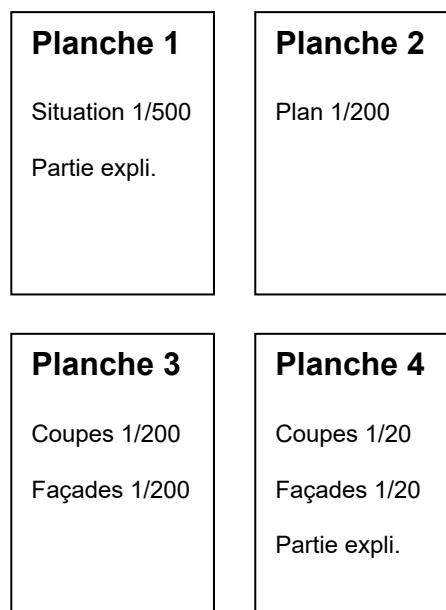 Planche 1
Situation 1/500
Partie expli.
Planche 2
Plan 1/200
Planche 3
Coupes 1/200
Façades 1/200
Planche 4
Coupes 1/20
Façades 1/20
Partie expli.